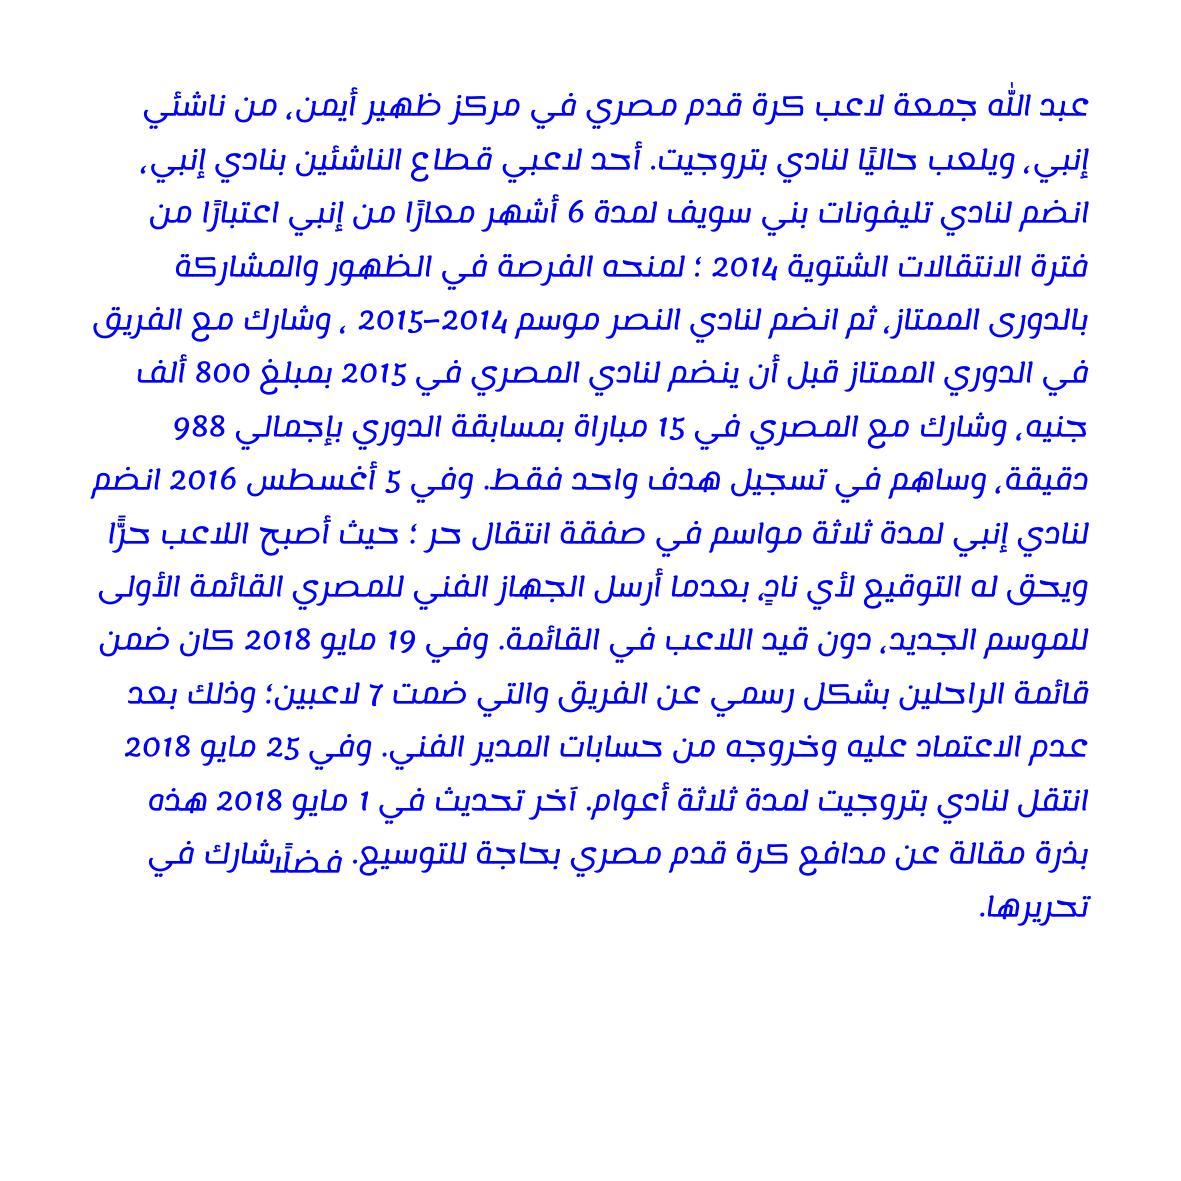 عبد الله جمعة لاعب كرة قدم مصري في مركز ظهير أيمن، من ناشئي
إنبي، ويلعب حاليًا لنادي بتروجيت. أحد لاعبي قطاع الناشئين بنادي إنبي،
انضم لنادي تليفونات بني سويف لمدة 6 أشهر معارًا من إنبي اعتبارًا من
فترة الانتقالات الشتوية 2014 ؛ لمنحه الفرصة في الظهور والمشاركة
بالدورى الممتاز، ثم انضم لنادي النصر موسم 2014–2015 ، وشارك مع الفريق
في الدوري الممتاز قبل أن ينضم لنادي المصري في 2015 بمبلغ 800 ألف
جنيه، وشارك مع المصري في 15 مباراة بمسابقة الدوري بإجمالي 988
دقيقة، وساهم في تسجيل هدف واحد فقط. وفي 5 أغسطس 2016 انضم
لنادي إنبي لمدة ثلاثة مواسم في صفقة انتقال حر ؛ حيث أصبح اللاعب حرًّا
ويحق له التوقيع لأي نادٍ، بعدما أرسل الجهاز الفني للمصري القائمة الأولى
للموسم الجديد، دون قيد اللاعب في القائمة. وفي 19 مايو 2018 كان ضمن
قائمة الراحلين بشكل رسمي عن الفريق والتي ضمت 7 لاعبين؛ وذلك بعد
عدم الاعتماد عليه وخروجه من حسابات المدير الفني. وفي 25 مايو 2018
انتقل لنادي بتروجيت لمدة ثلاثة أعوام. آخر تحديث في 1 مايو 2018 هذه
بذرة مقالة عن مدافع كرة قدم مصري بحاجة للتوسيع. فضلًا شارك في
تحريرها.